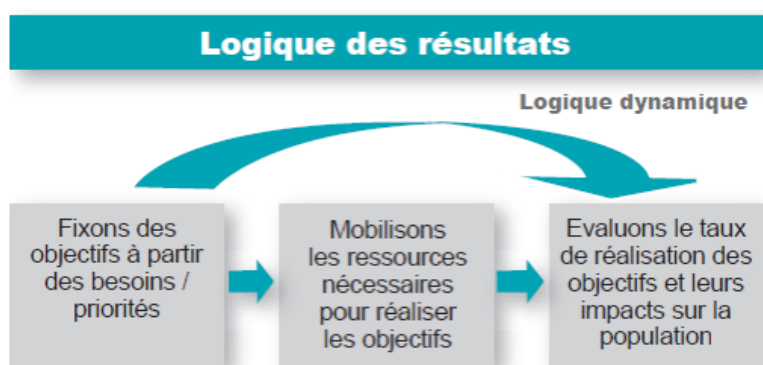 Logique des résultats
Logique dynamique
Fixons des
objectifs à partir
des besoins /
priorités
Mobilisons
les ressources
nécessaires
pour réaliser
les objectifs
Evaluons le taux
de réalisation des
objectifs et leurs
impacts sur la
population